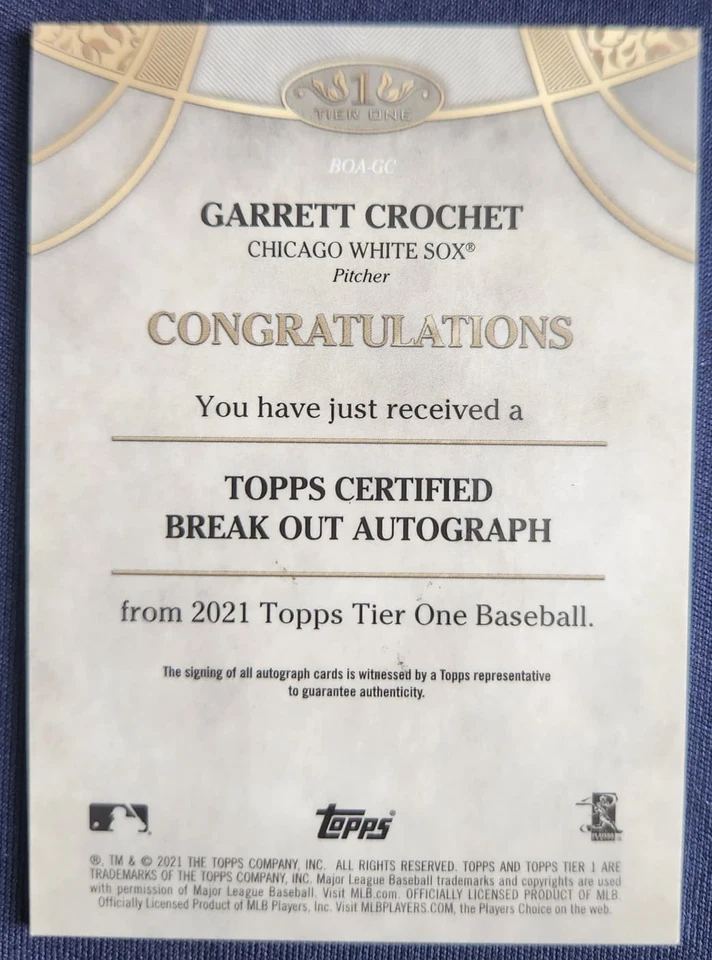 1
TIER ONE
BOA-GC
GARRETT CROCHET
CHICAGO WHITE SOX®
Pitcher
CONGRATULATIONS
You have just received a
TOPPS CERTIFIED
BREAK OUT AUTOGRAPH
from 2021 Topps Tier One Baseball.
The signing of all autograph cards is witnessed by a Topps representative
to guarantee authenticity.
topps®
®, TM & © 2021 THE TOPPS COMPANY, INC. ALL RIGHTS RESERVED. TOPPS AND TOPPS TIER 1 ARE
TRADEMARKS OF THE TOPPS COMPANY, INC. Major League Baseball trademarks and copyrights are used
with permission of Major League Baseball. Visit MLB.com. OFFICIALLY LICENSED PRODUCT OF MLB
Officially Licensed Product of MLB Players, Inc. Visit MLBPLAYERS.COM, the Players Choice on the web.